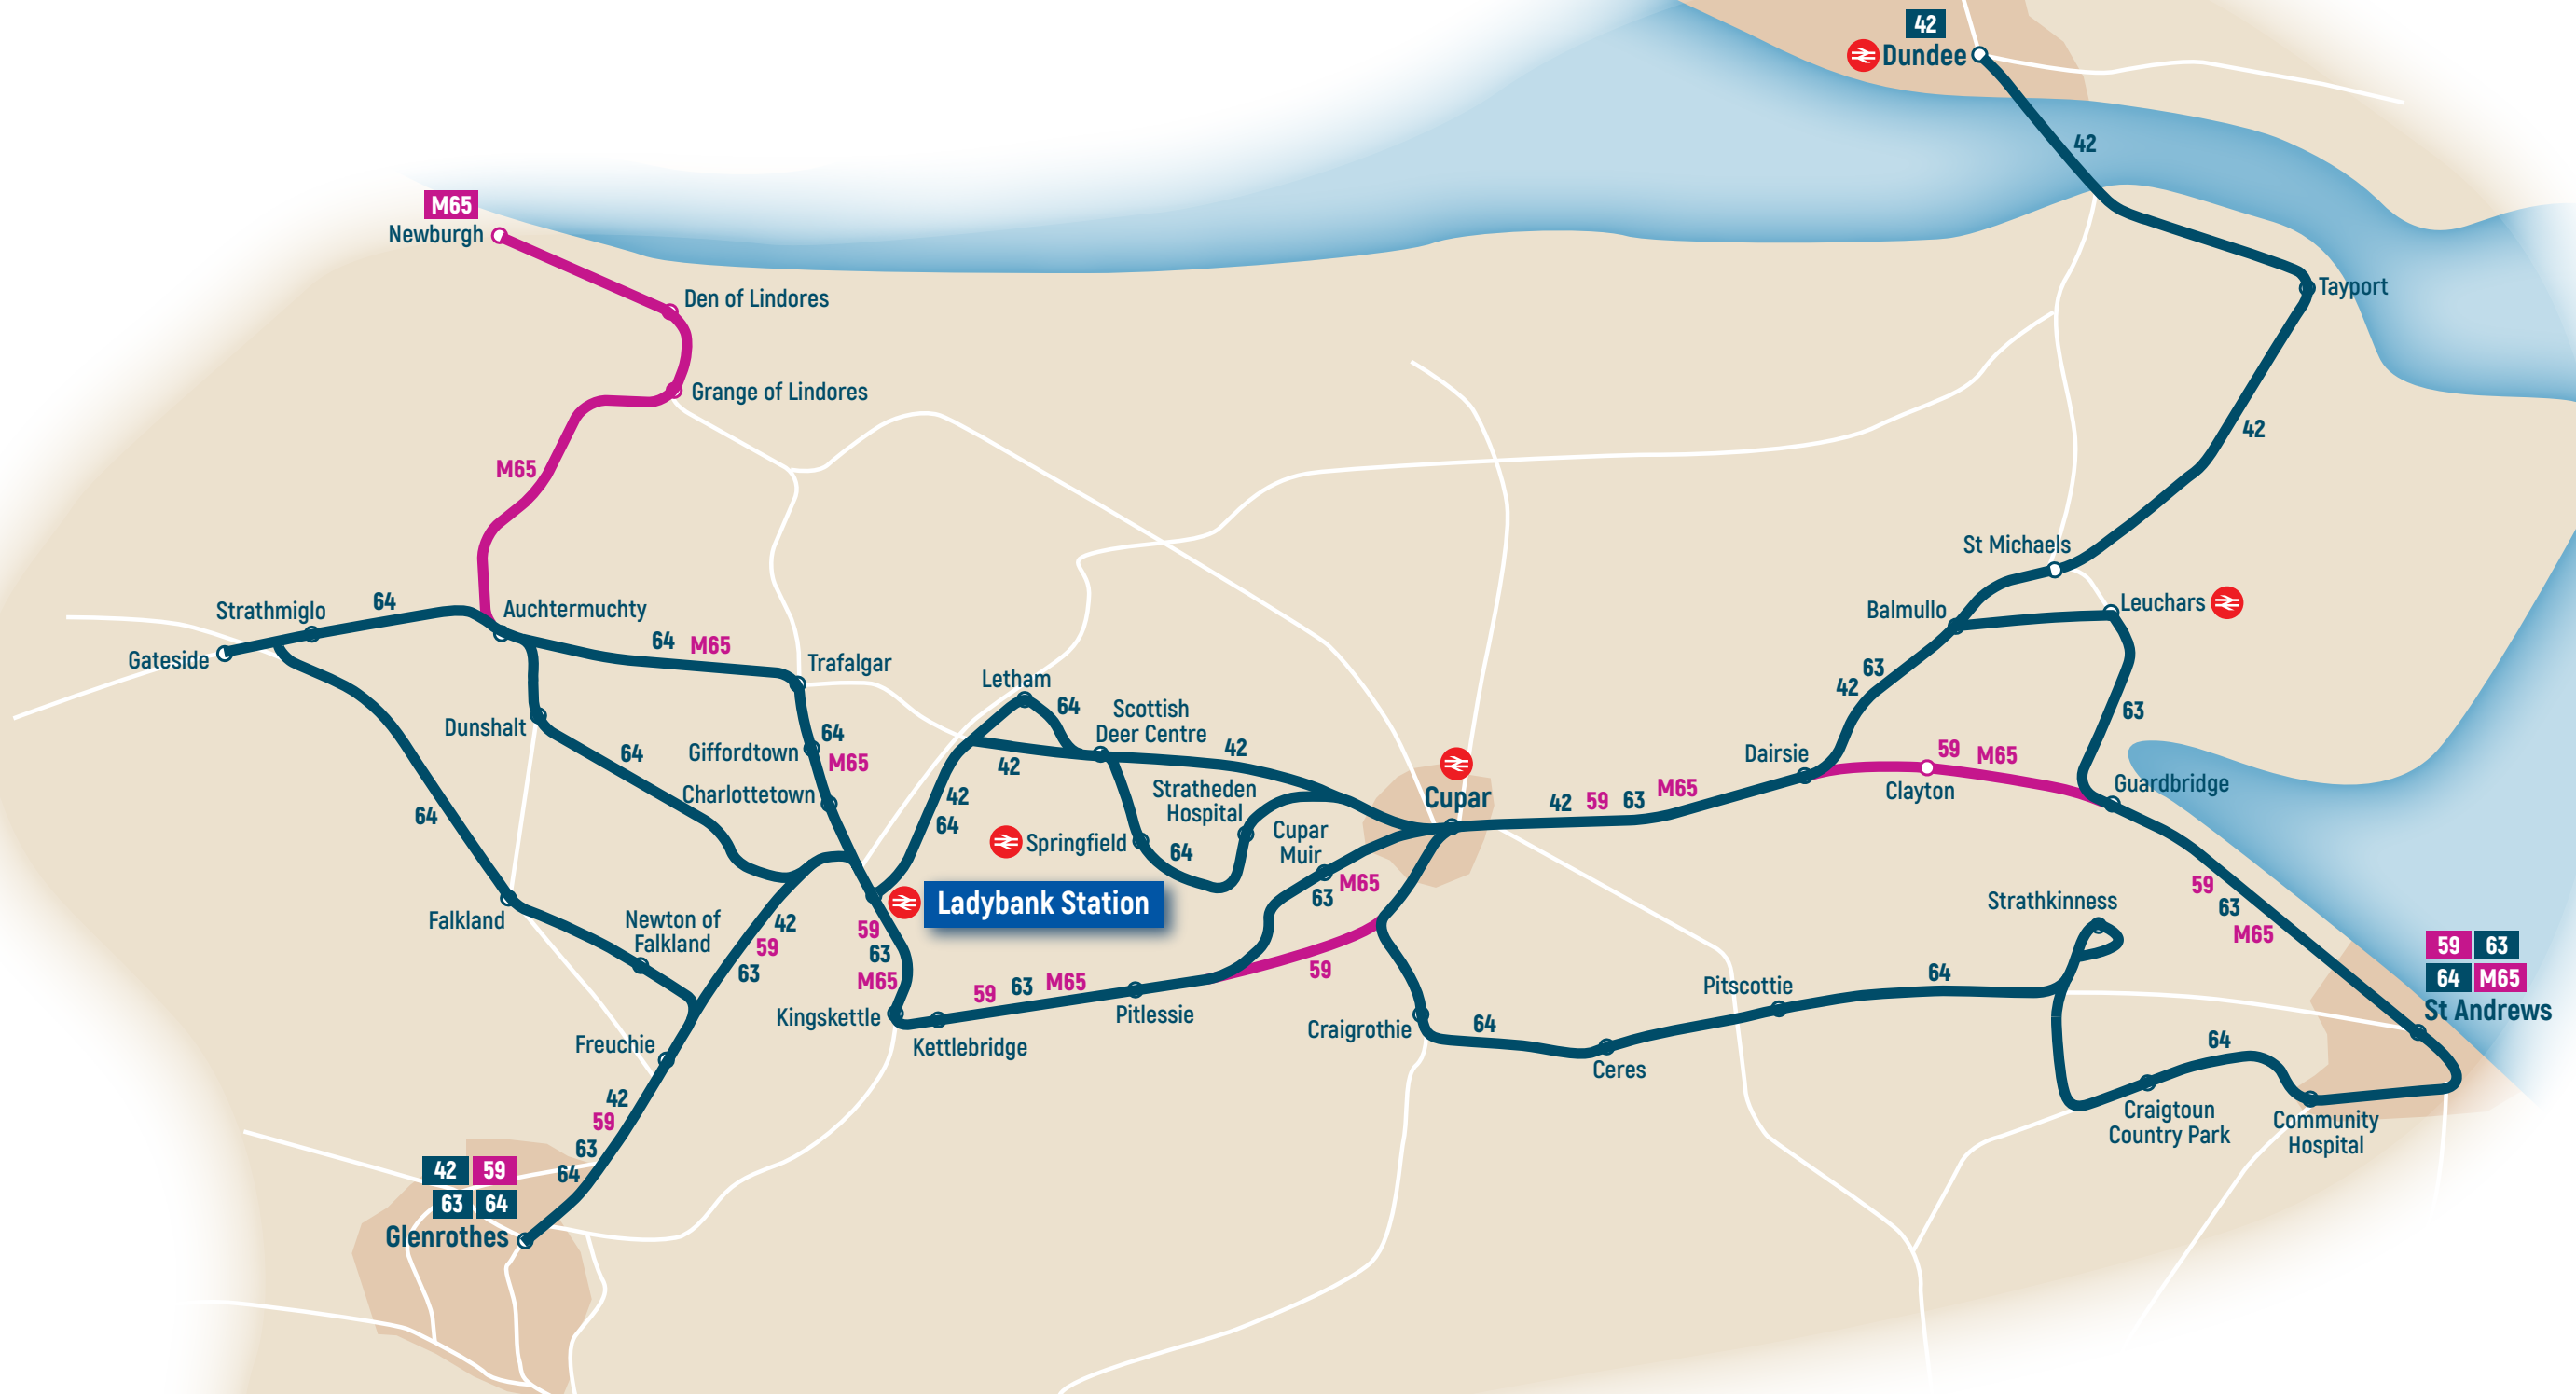 42
Dundee
42
M65
Newburgh
Den of Lindores
Tayport
Grange of Lindores
42
M65
St Michaels
Leuchars
Balmullo
Strathmiglo
64
Auchtermuchty
64
M65
Gateside
Trafalgar
Letham
64
63
42
63
Dunshalt
64
Giffordtown
64
M65
Scottish
Deer Centre
42
42
Dairsie
59
M65
Clayton
Guardbridge
Charlottetown
42
64
Stratheden
Hospital
Cupar
42
59
63
M65
64
Springfield
64
Cupar
Muir
M65
63
Ladybank Station
59
63
M65
Strathkinness
Falkland
Newton of
Falkland
42
59
63
59
63
M65
59
63
64
M65
St Andrews
59
63
M65
59
Pitscottie
64
Kingskettle
Pitlessie
Craigrothie
64
Kettlebridge
Freuchie
Ceres
64
42
59
63
64
Craigtoun
Country Park
Community
Hospital
42
59
63
64
Glenrothes